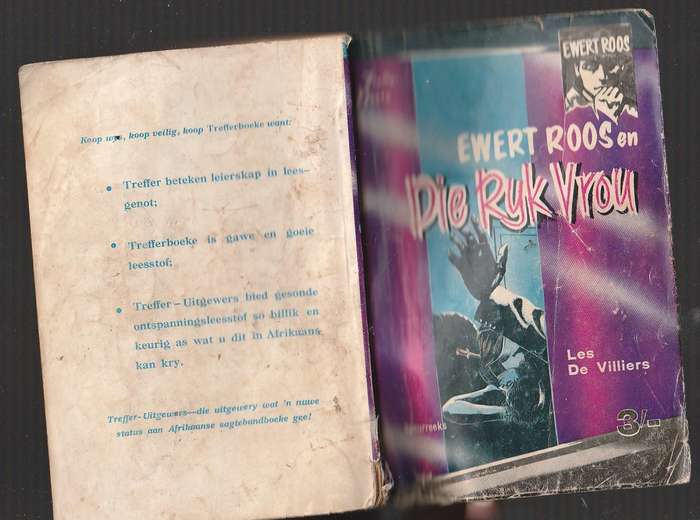 Koop wys, koop veilig, koop Trefferboeke want:
Treffer beteken leierskap in lees-
genot;
Trefferboeke is gawe en goeie
leesstof;
Treffer-Uitgewers bied gesonde
ontspanningsleesstof so billik en
keurig as wat u dit in Afrikaans
kan kry.
Treffer-Uitgewers—die uitgewery wat 'n nuwe
status aan Afrikaanse sagtebandboeke gee!
EWERT ROOS
EWERT ROOS en
Die Ryk Vrou
Les
De Villiers
3/-